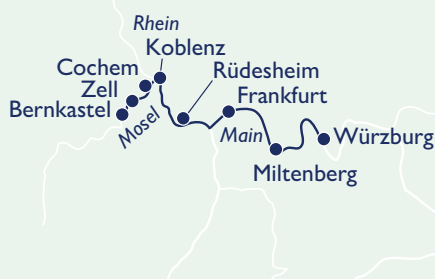 Rhein
Koblenz
Cochem
Rüdesheim
Zell
Frankfurt
Bernkastel
Mosel
Main
Würzburg
Miltenberg